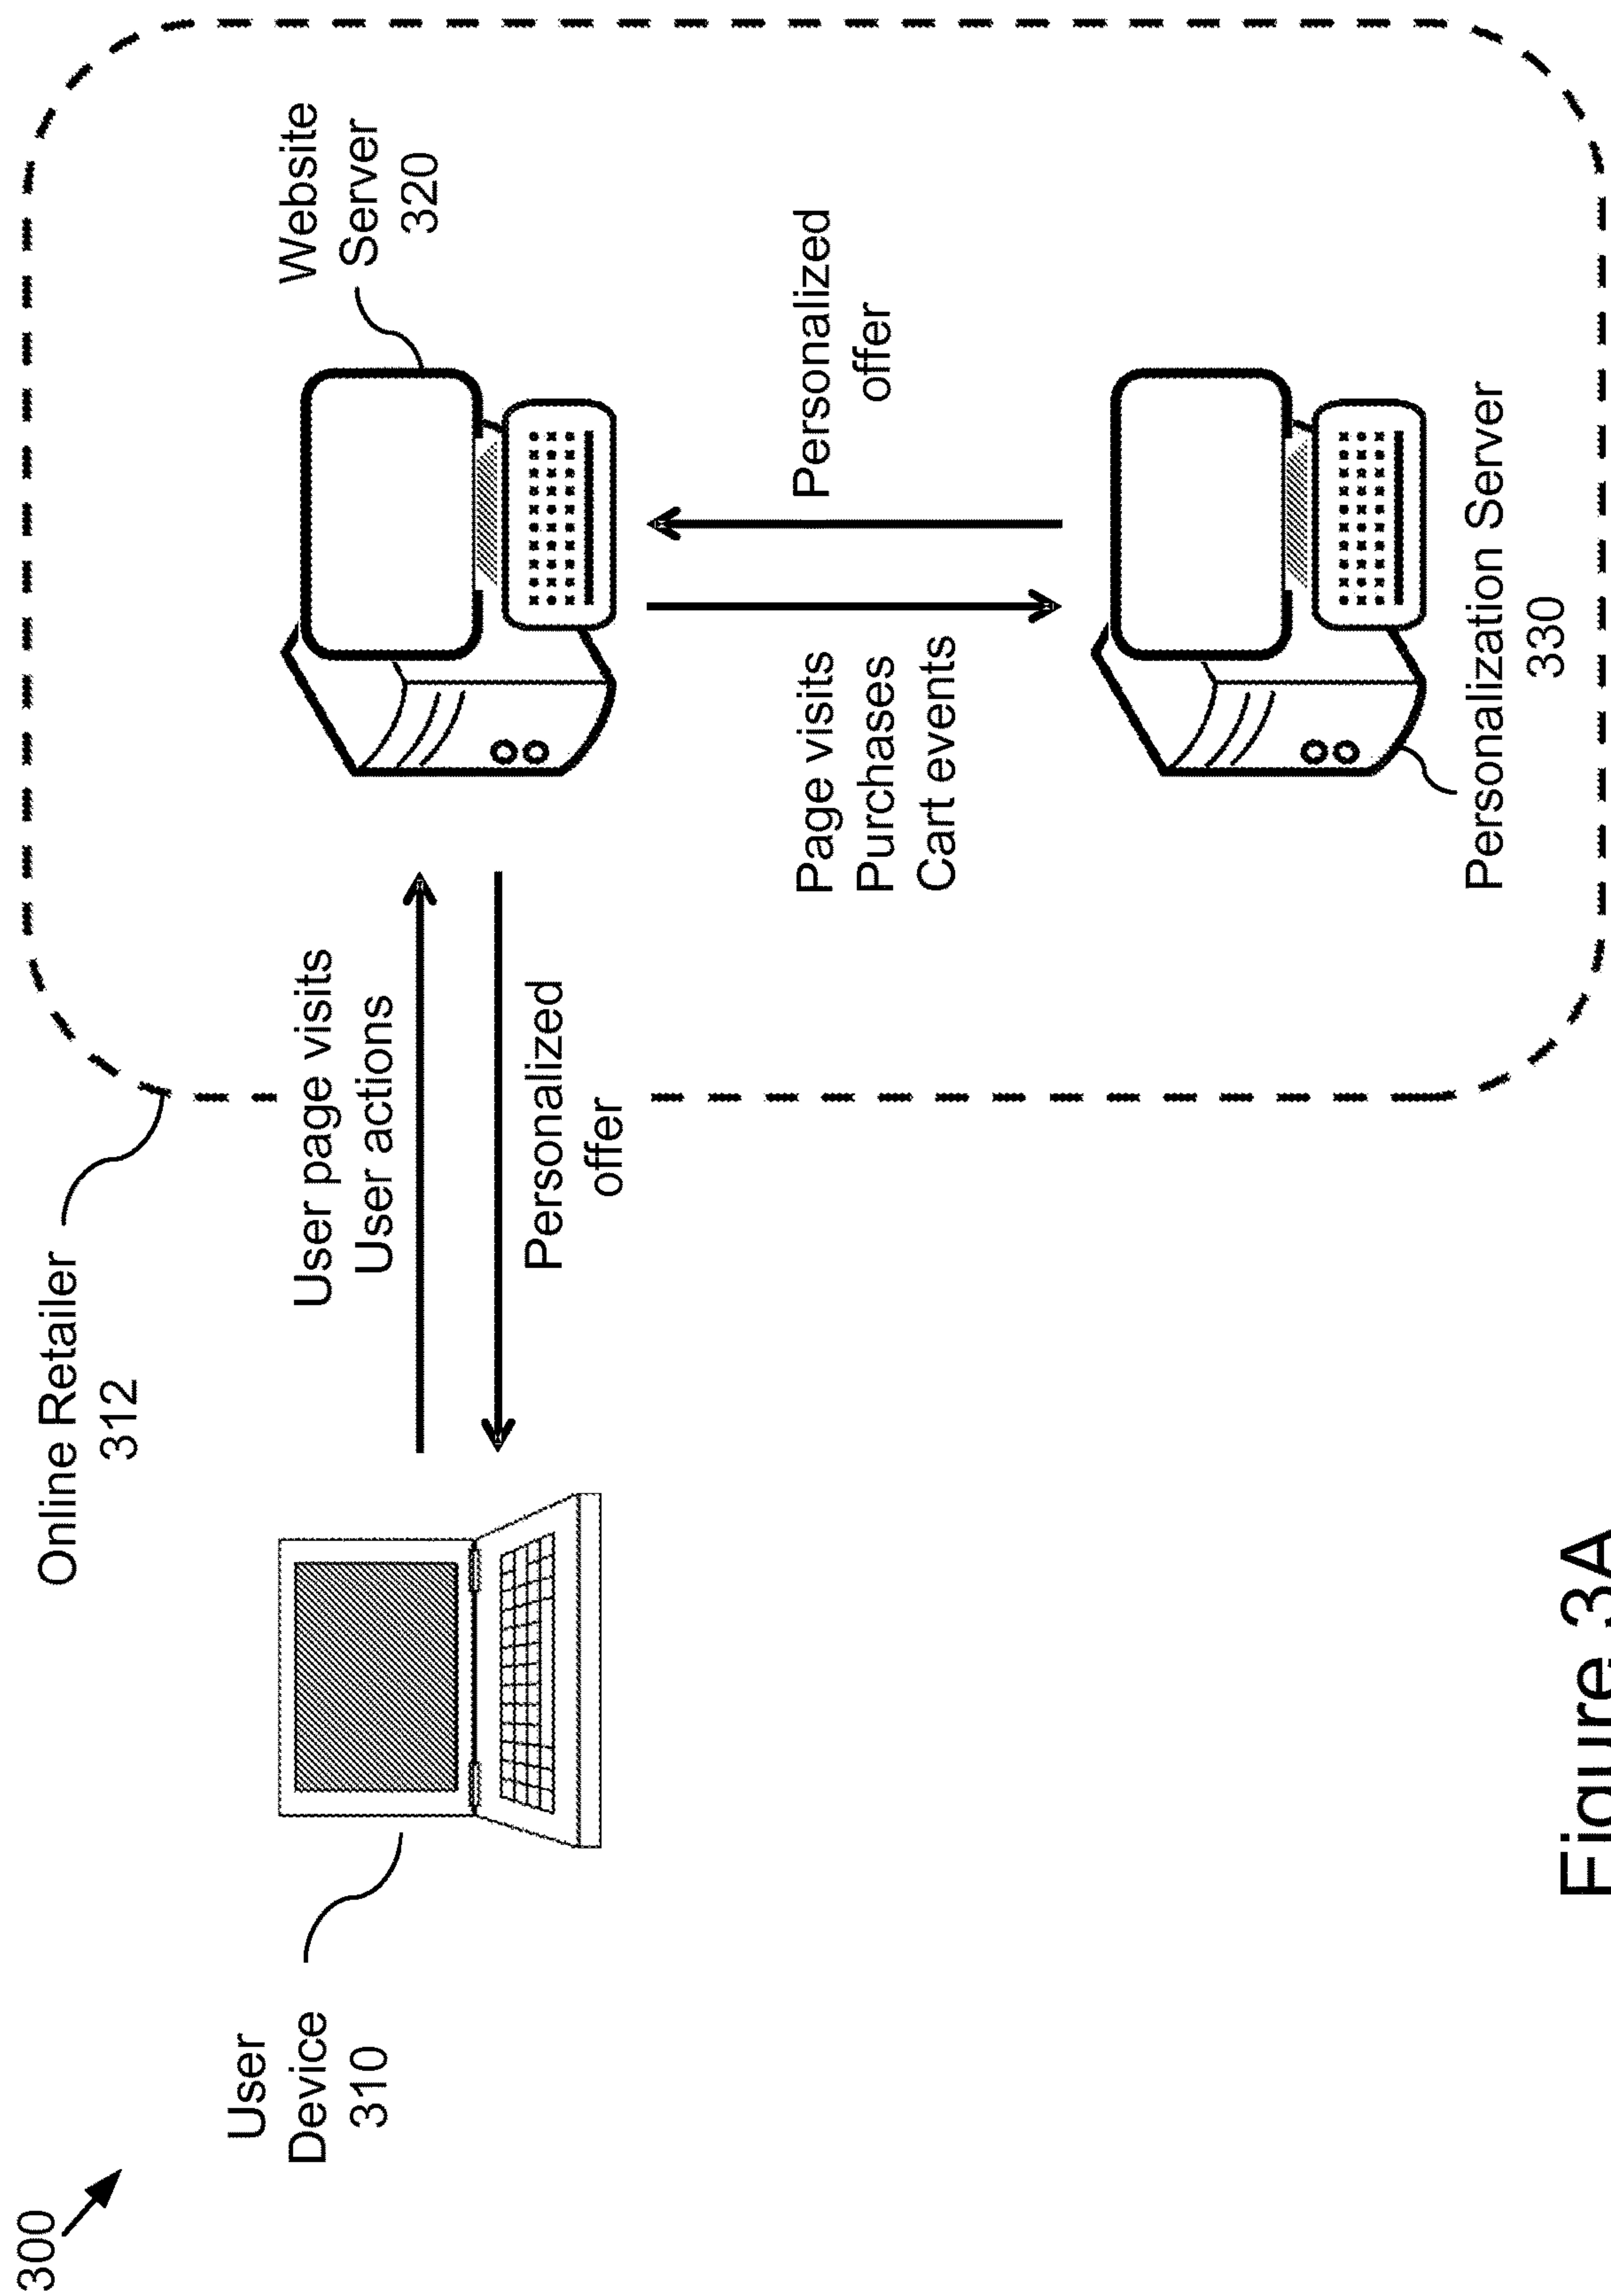 300
Online Retailer
312
User
Device
310
User page visits
User actions
Personalized
offer
Website
Server
320
Page visits
Purchases
Cart events
Personalized
offer
Personalization Server
330
Figure 3A